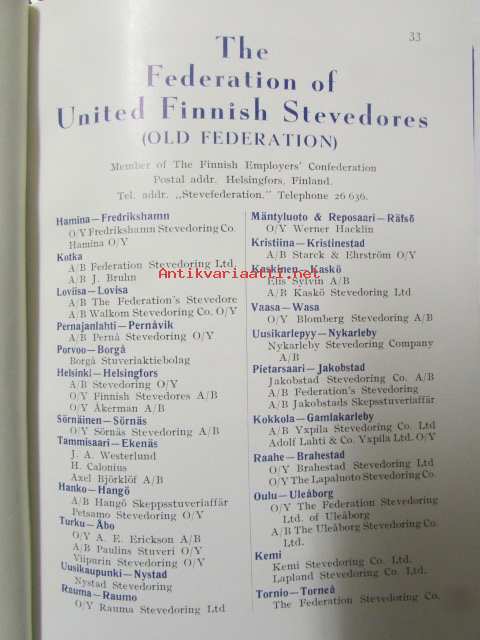 33
The
Federation of
United Finnish Stevedores
(OLD FEDERATION)
Member of The Finnish Employers' Confederation
Postal addr. Helsingfors, Finland.
Tel. addr. „Stevefederation." Telephone 26 636.
Hamina—Fredrikshamn
O/Y Fredrikshamn Stevedoring Co.
Hamina O/Y
Kotka
A/B Federation Stevedoring Ltd.
A/B J. Bruhn
Loviisa—Lovisa
A/B The Federation's Stevedore
A/B Walkom Stevedoring Co. O/Y
Pernajanlahti—Pernåvik
A/B Pernå Stevedoring O/Y
Porvoo—Borgå
Borgå Stuveriaktiebolag
Helsinki—Helsingfors
A/B Stevedoring O/Y
O/Y Finnish Stevedores A/B
O/Y Åkerman A/B
Sörnäinen—Sörnäs
O/Y Sörnäs Stevedoring A/B
Tammisaari—Ekenäs
J. A. Westerlund
H. Calonius
Axel Björklöf A/B
Hanko—Hangö
A/B Hangö Skeppsstuveriaffär
Petsamo Stevedoring O/Y
Turku—Åbo
O/Y A. E. Erickson A/B
A/B Paulins Stuveri O/Y
Viipurin Stevedoring O/Y
Uusikaupunki—Nystad
Nystad Stevedoring
Rauma—Raumo
O/Y Rauma Stevedoring Ltd
Mäntyluoto & Reposaari—Räfsö
O/Y Werner Hacklin
Kristiina—Kristinestad
A/B Starck & Ehrström O/Y
Kaskinen—Kaskö
Elis Sylvin A/B
A/B Kaskö Stevedoring Ltd
Vaasa—Wasa
O/Y Blomberg Stevedoring A/B
Uusikarlepyy—Nykarleby
Nykarleby Stevedoring Company
A/B
Pietarsaari—Jakobstad
Jakobstad Stevedoring Co. A/B
A/B Federation's Stevedoring
A/B Jakobstads Skepsstuveriaffär
Kokkola—Gamlakarleby
A/B Yxpila Stevedoring Co. Ltd
Adolf Lahti & Co. Yxpila Ltd. O/Y
Raahe—Brahestad
O/Y Brahestad Stevedoring Ltd
O/Y The Lapaluoto Stevedoring Co.
Oulu—Uleåborg
O/Y The Federation Stevedoring
Ltd. of Uleåborg
A/B The Uleåborg Stevedoring Co.
Ltd.
Kemi
Kemi Stevedoring Co. Ltd.
Lapland Stevedoring Co. Ltd.
Tornio—Torneå
The Federation Stevedoring Co.
Antikvariaatti.net